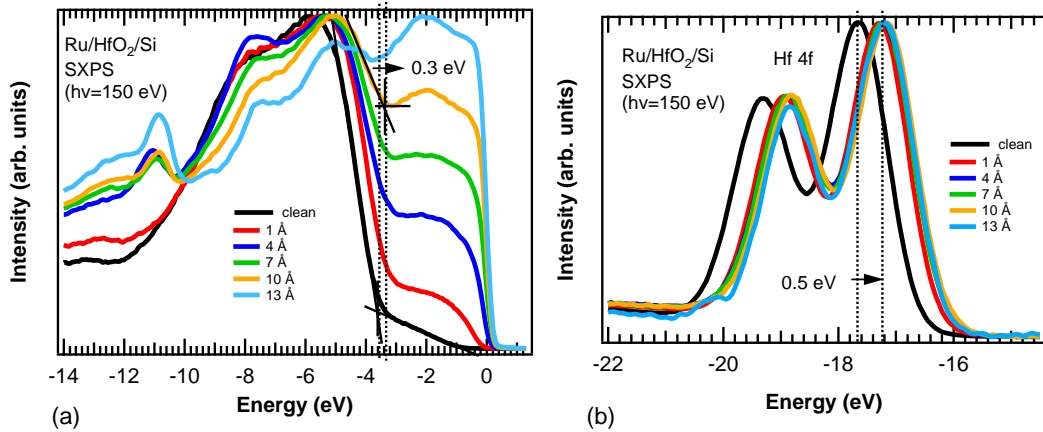 Ru/HfO2/Si
SXPS
(hv=150 eV)
0.3 eV
clean
1 Å
4 Å
7 Å
10 Å
13 Å
Intensity (arb. units)
-14 -12 -10 -8 -6 -4 -2 0
Energy (eV)
(a)
Ru/HfO2/Si
SXPS
(hv=150 eV)
Hf 4f
clean
1 Å
4 Å
7 Å
10 Å
13 Å
0.5 eV
Intensity (arb. units)
-22 -20 -18 -16
Energy (eV)
(b)